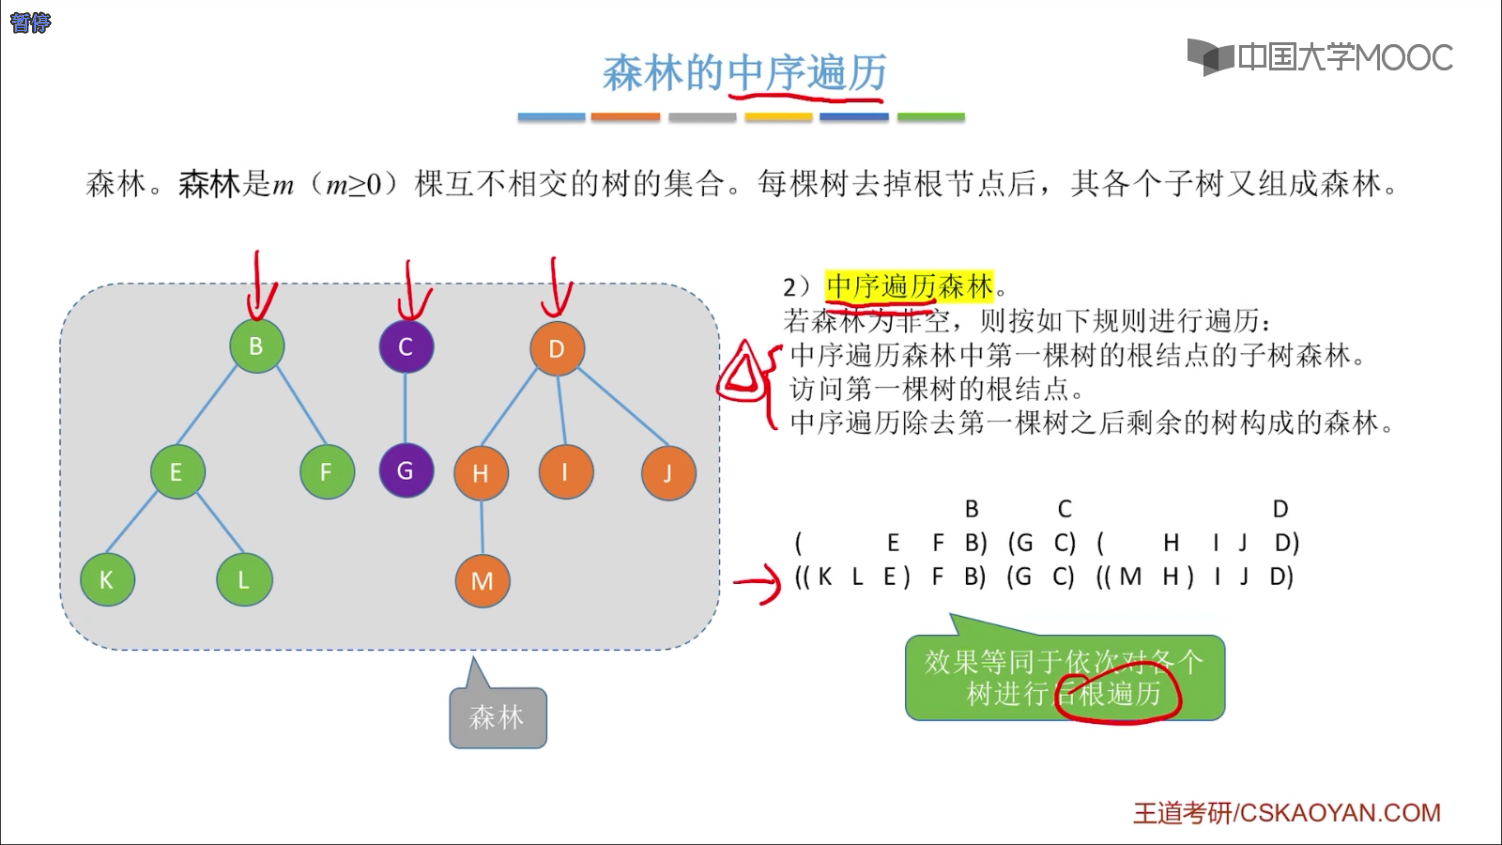 暂停
森林的中序遍历
中国大学MOOC
森林。森林是m（m≥0）棵互不相交的树的集合。每棵树去掉根节点后，其各个子树又组成森林。
B
C
D
E
F
G
H
I
J
K
L
M
森林
2）中序遍历森林。
若森林为非空，则按如下规则进行遍历：
中序遍历森林中第一棵树的根结点的子树森林。
访问第一棵树的根结点。
中序遍历除去第一棵树之后剩余的树构成的森林。
B C D
( E F B) (G C) ( H I J D)
((K L E) F B) (G C) ((M H) I J D)
效果等同于依次对各个
树进行后根遍历
王道考研/CSKAOYAN.COM